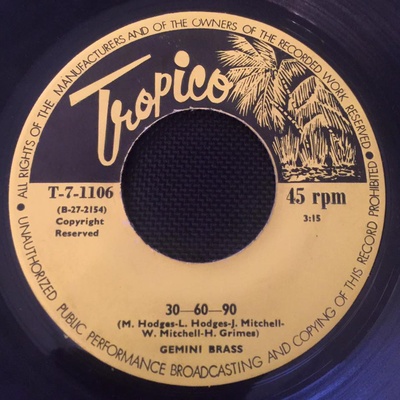 ALL RIGHTS OF THE MANUFACTURERS AND OF THE OWNERS OF THE RECORDED WORK RESERVED •
UNAUTHORIZED PUBLIC PERFORMANCE BROADCASTING AND COPYING OF THIS RECORD PROHIBITED. •
Tropico
T-7-1106
(B-27-2154)
Copyright
Reserved
45 rpm
3:15
30—60—90
(M. Hodges-L. Hodges-J. Mitchell-
W. Mitchell-H. Grimes)
GEMINI BRASS